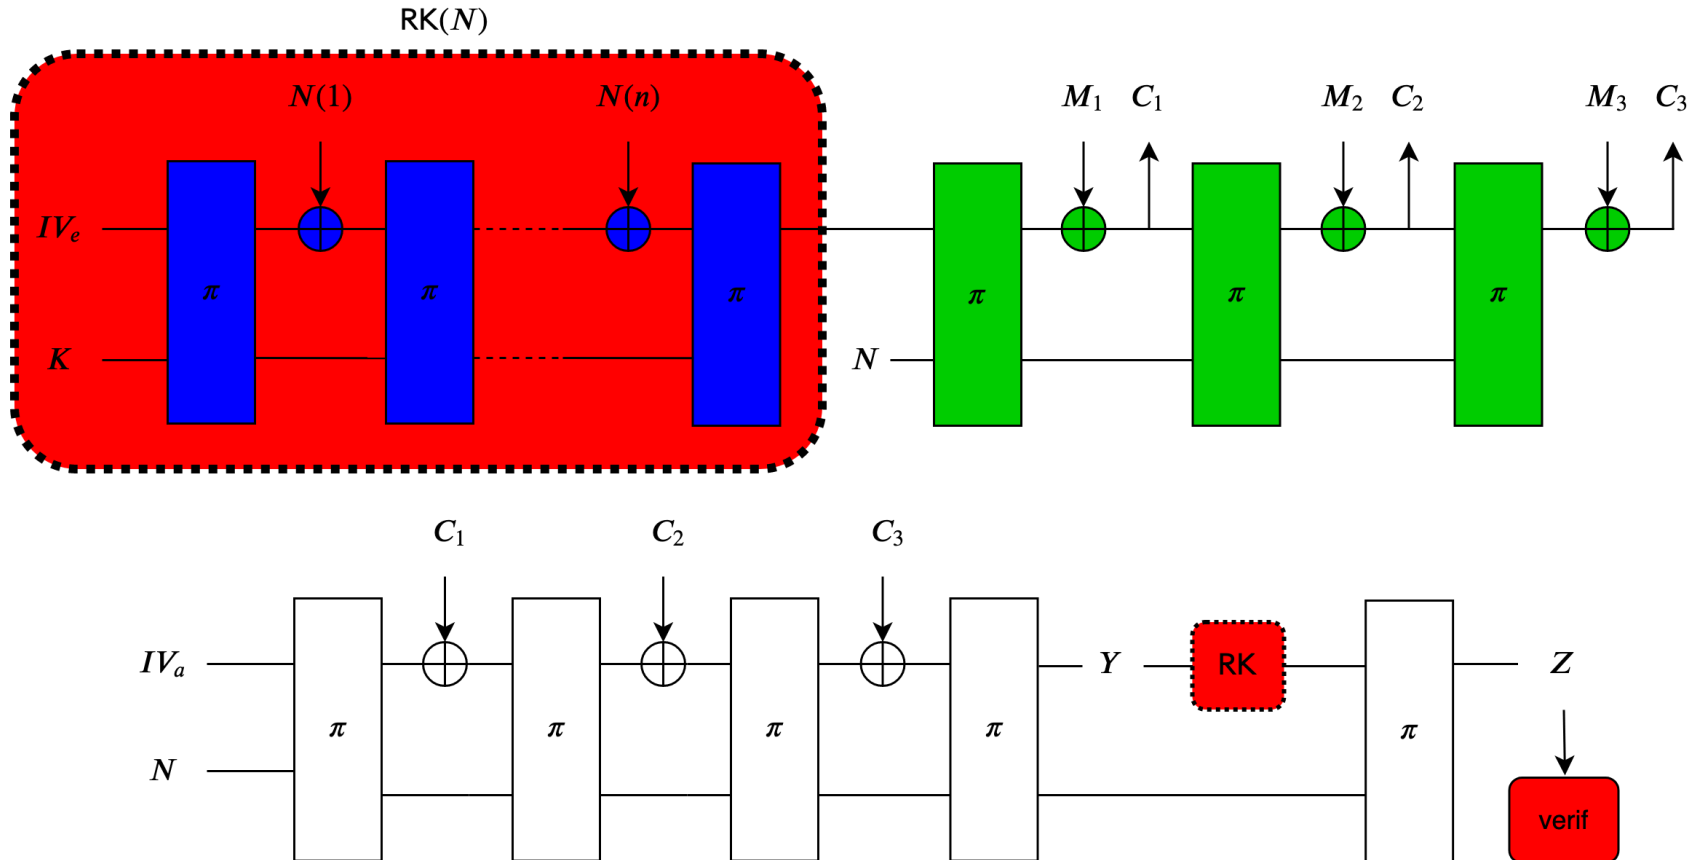 RK(N)
N(1) N(n) M₁ C₁ M₂ C₂ M₃ C₃
IVₑ
π π π π π π
K N
C₁ C₂ C₃
IVₐ Y RK Z
π π π π π
N
verif